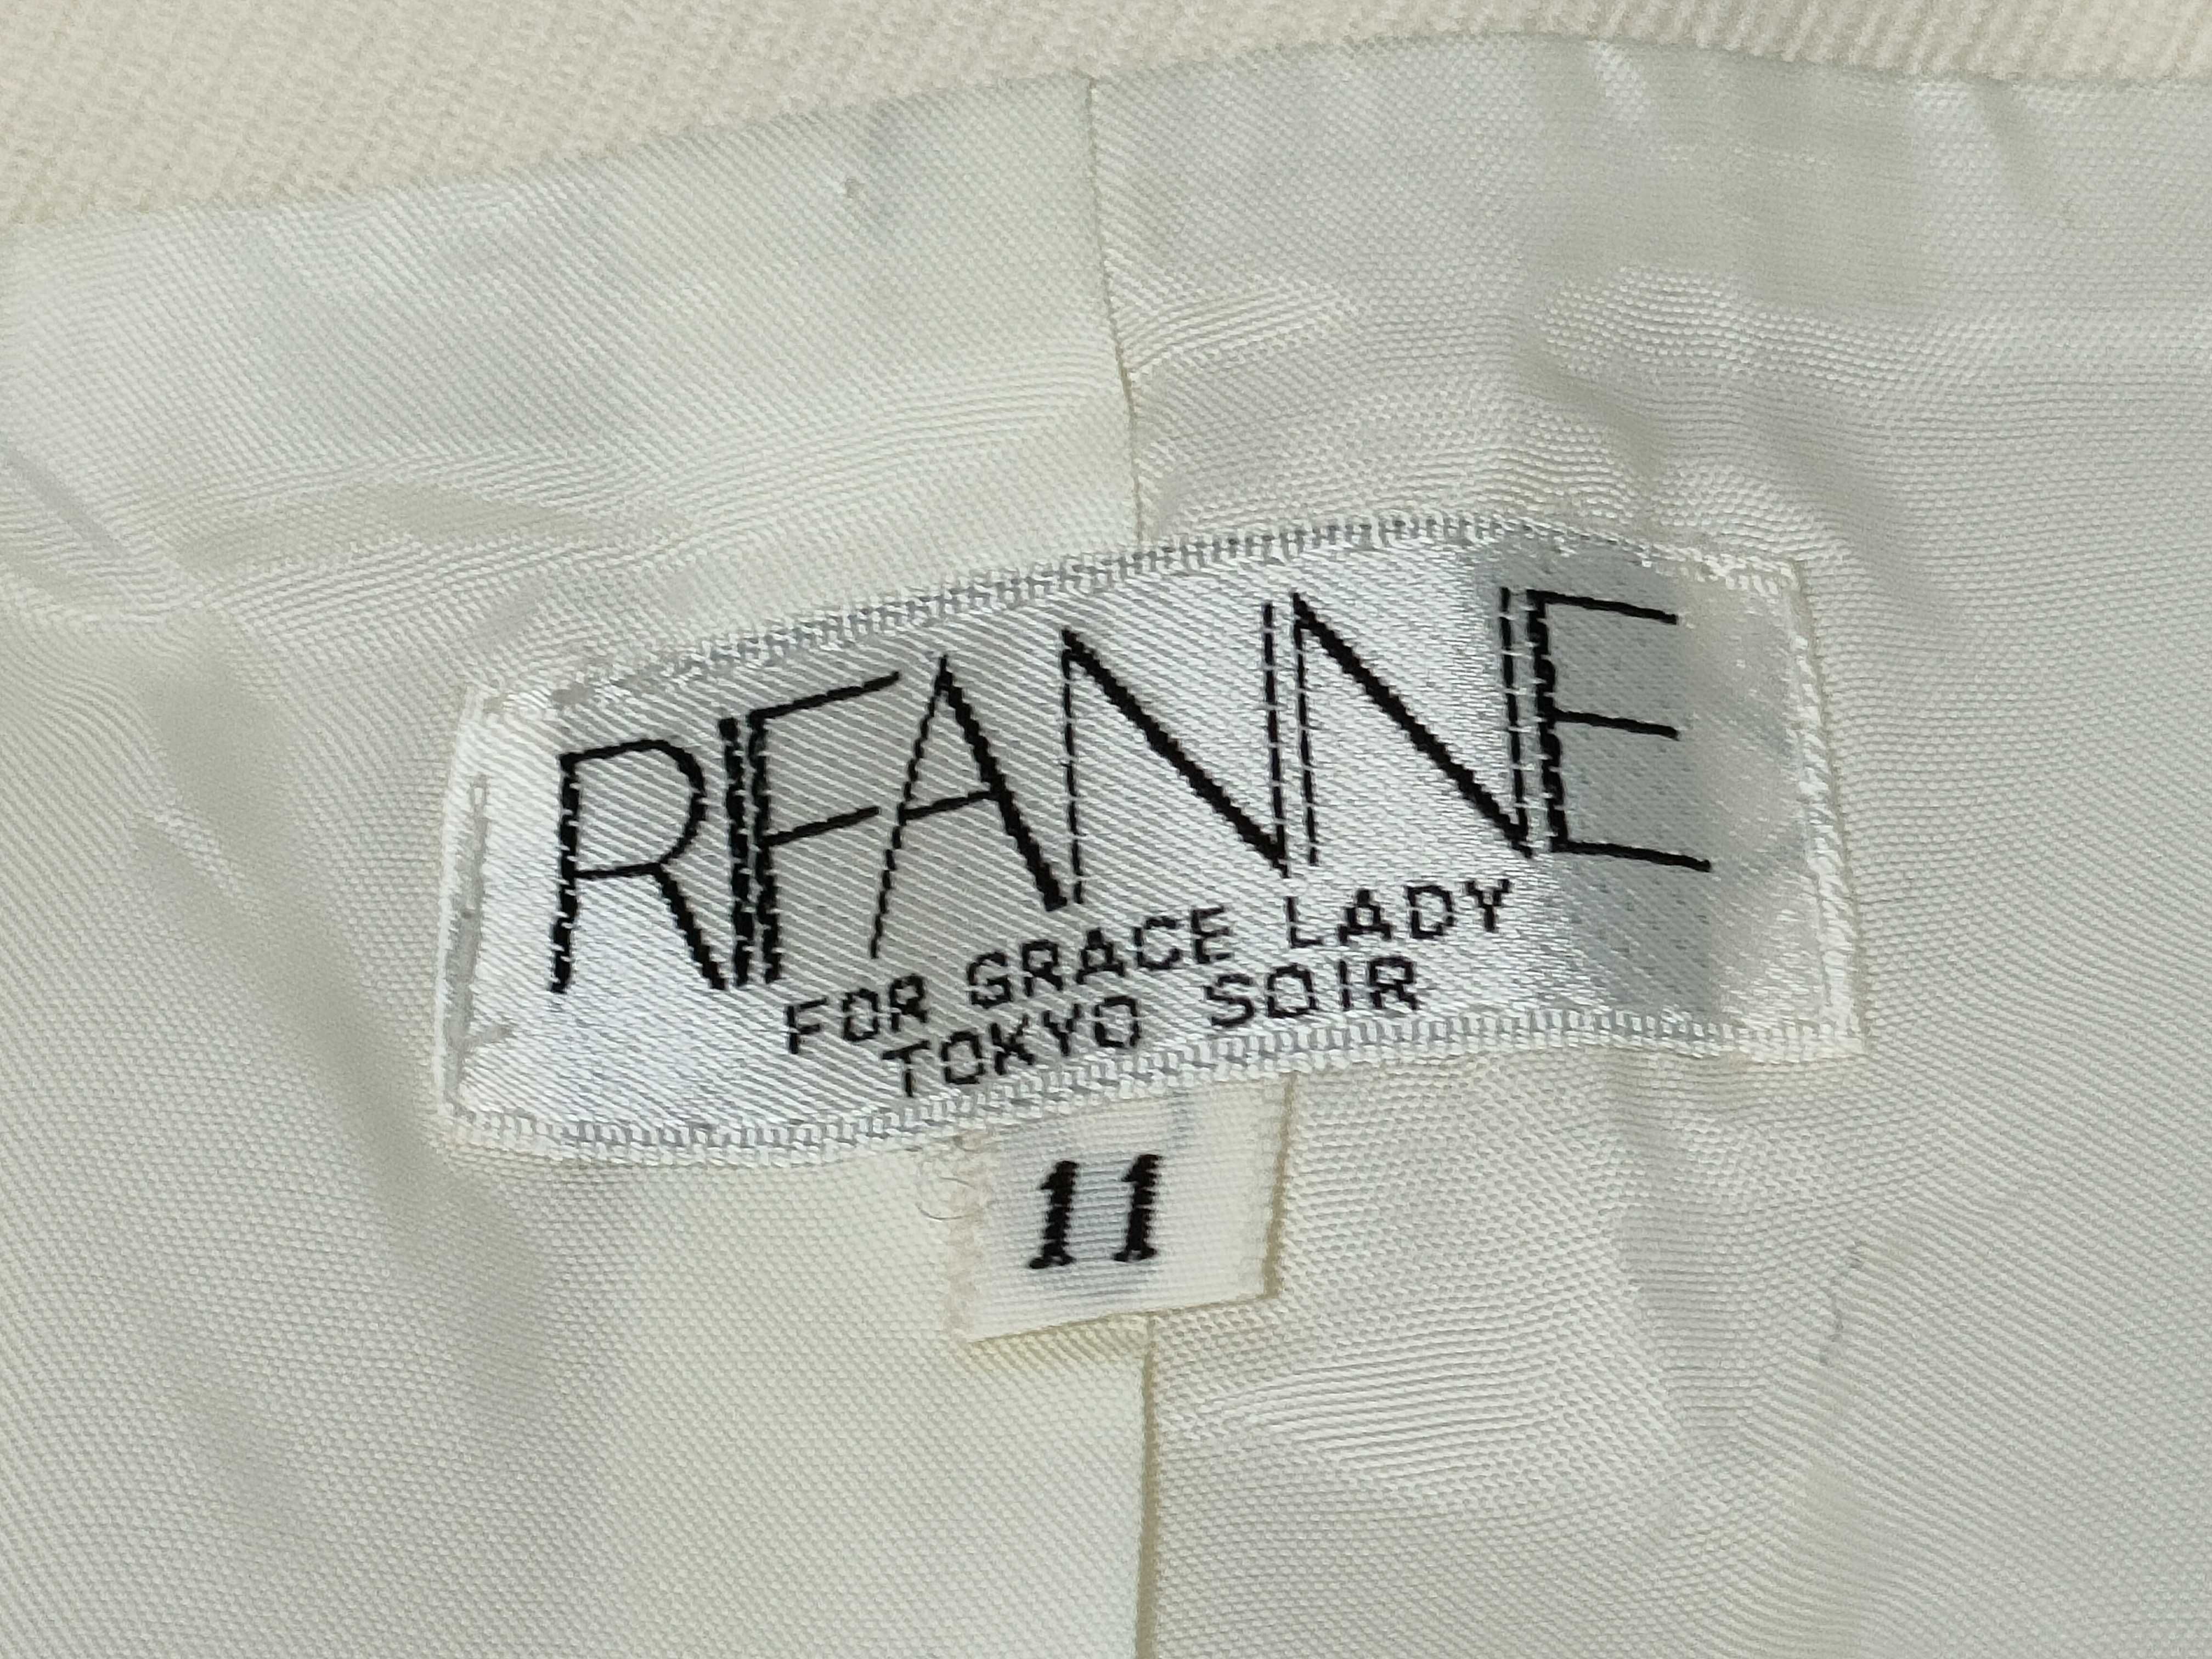 RIFANNE
FOR GRACE LADY
TOKYO SOIR
11